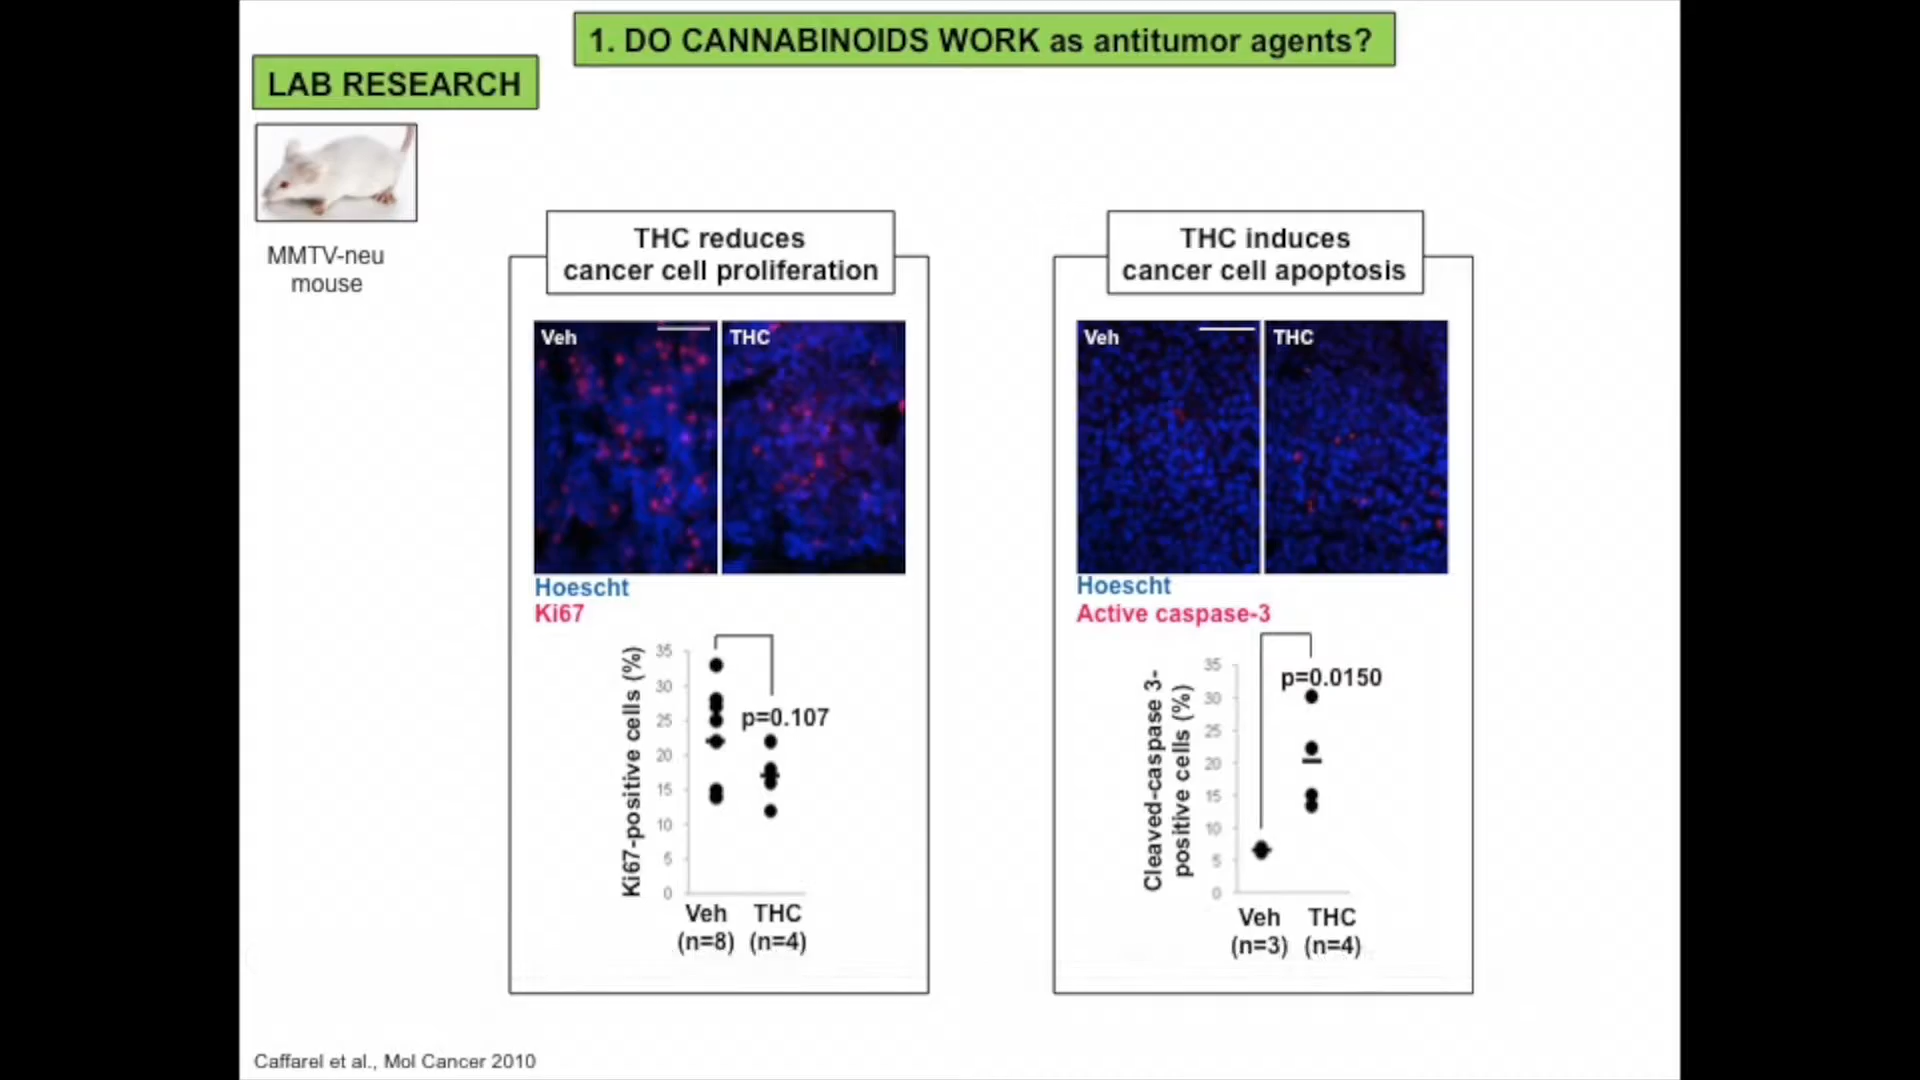 1. DO CANNABINOIDS WORK as antitumor agents?
LAB RESEARCH
MMTV-neu
mouse
THC reduces
cancer cell proliferation
Veh
THC
Hoescht
Ki67
Ki67-positive cells (%)
35
30
25
20
15
10
5
0
p=0.107
Veh THC
(n=8) (n=4)
THC induces
cancer cell apoptosis
Veh
THC
Hoescht
Active caspase-3
Cleaved-caspase 3-
positive cells (%)
35
30
25
20
15
10
5
0
p=0.0150
Veh THC
(n=3) (n=4)
Caffarel et al., Mol Cancer 2010